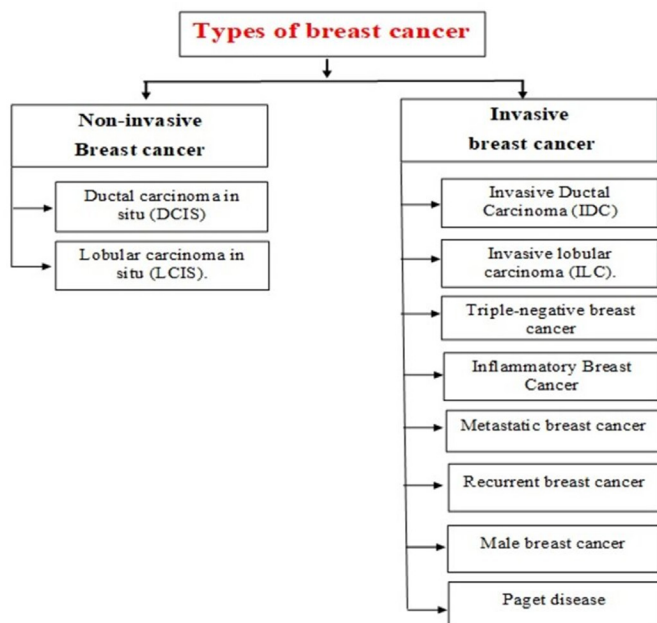 Types of breast cancer
Non-invasive
Breast cancer
Ductal carcinoma in
situ (DCIS)
Lobular carcinoma in
situ (LCIS).
Invasive
breast cancer
Invasive Ductal
Carcinoma (IDC)
Invasive lobular
carcinoma (ILC).
Triple-negative breast
cancer
Inflammatory Breast
Cancer
Metastatic breast cancer
Recurrent breast cancer
Male breast cancer
Paget disease